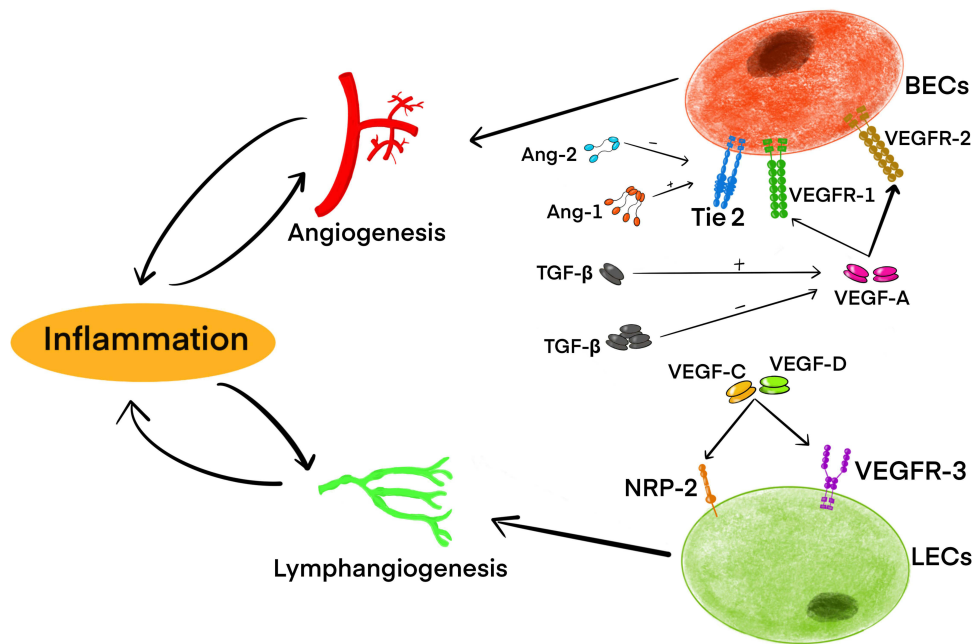 BECs
VEGFR-2
Ang-2
−
VEGFR-1
Ang-1
+
Tie 2
Angiogenesis
TGF-β
+
VEGF-A
Inflammation
TGF-β
−
VEGF-C
VEGF-D
NRP-2
VEGFR-3
LECs
Lymphangiogenesis